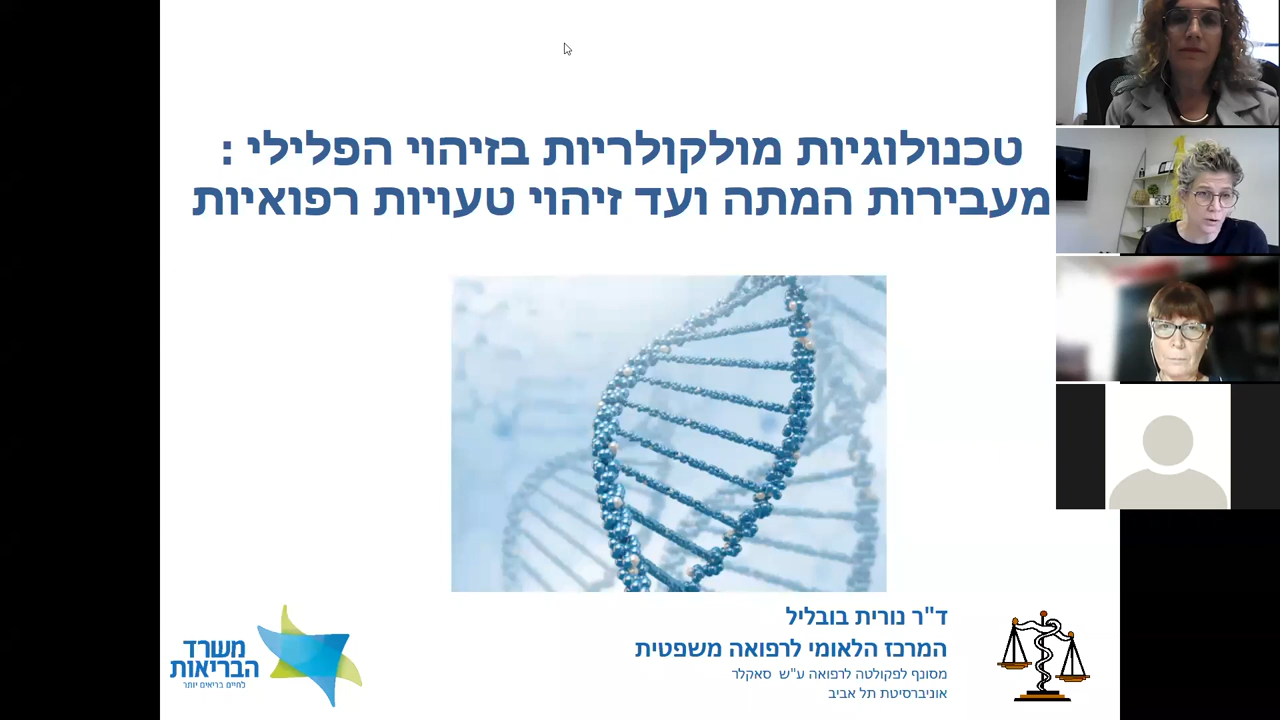 טכנולוגיות מולקולריות בזיהוי הפלילי :
מעבירות המתה ועד זיהוי טעויות רפואיות
ד"ר נורית בובליל
המרכז הלאומי לרפואה משפטית
מסונף לפקולטה לרפואה ע"ש סאקלר
אוניברסיטת תל אביב
משרד
הבריאות
לחיים בריאים יותר